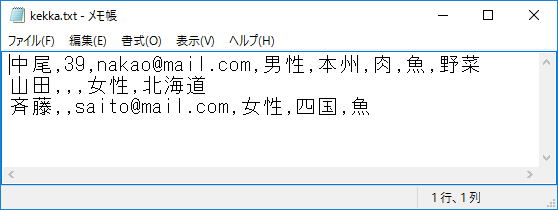 kekka.txt - メモ帳
ファイル(F) 編集(E) 書式(O) 表示(V) ヘルプ(H)
中尾,39,nakao@mail.com,男性,本州,肉,魚,野菜
山田,,,女性,北海道
斉藤,,saito@mail.com,女性,四国,魚
1 行、1 列